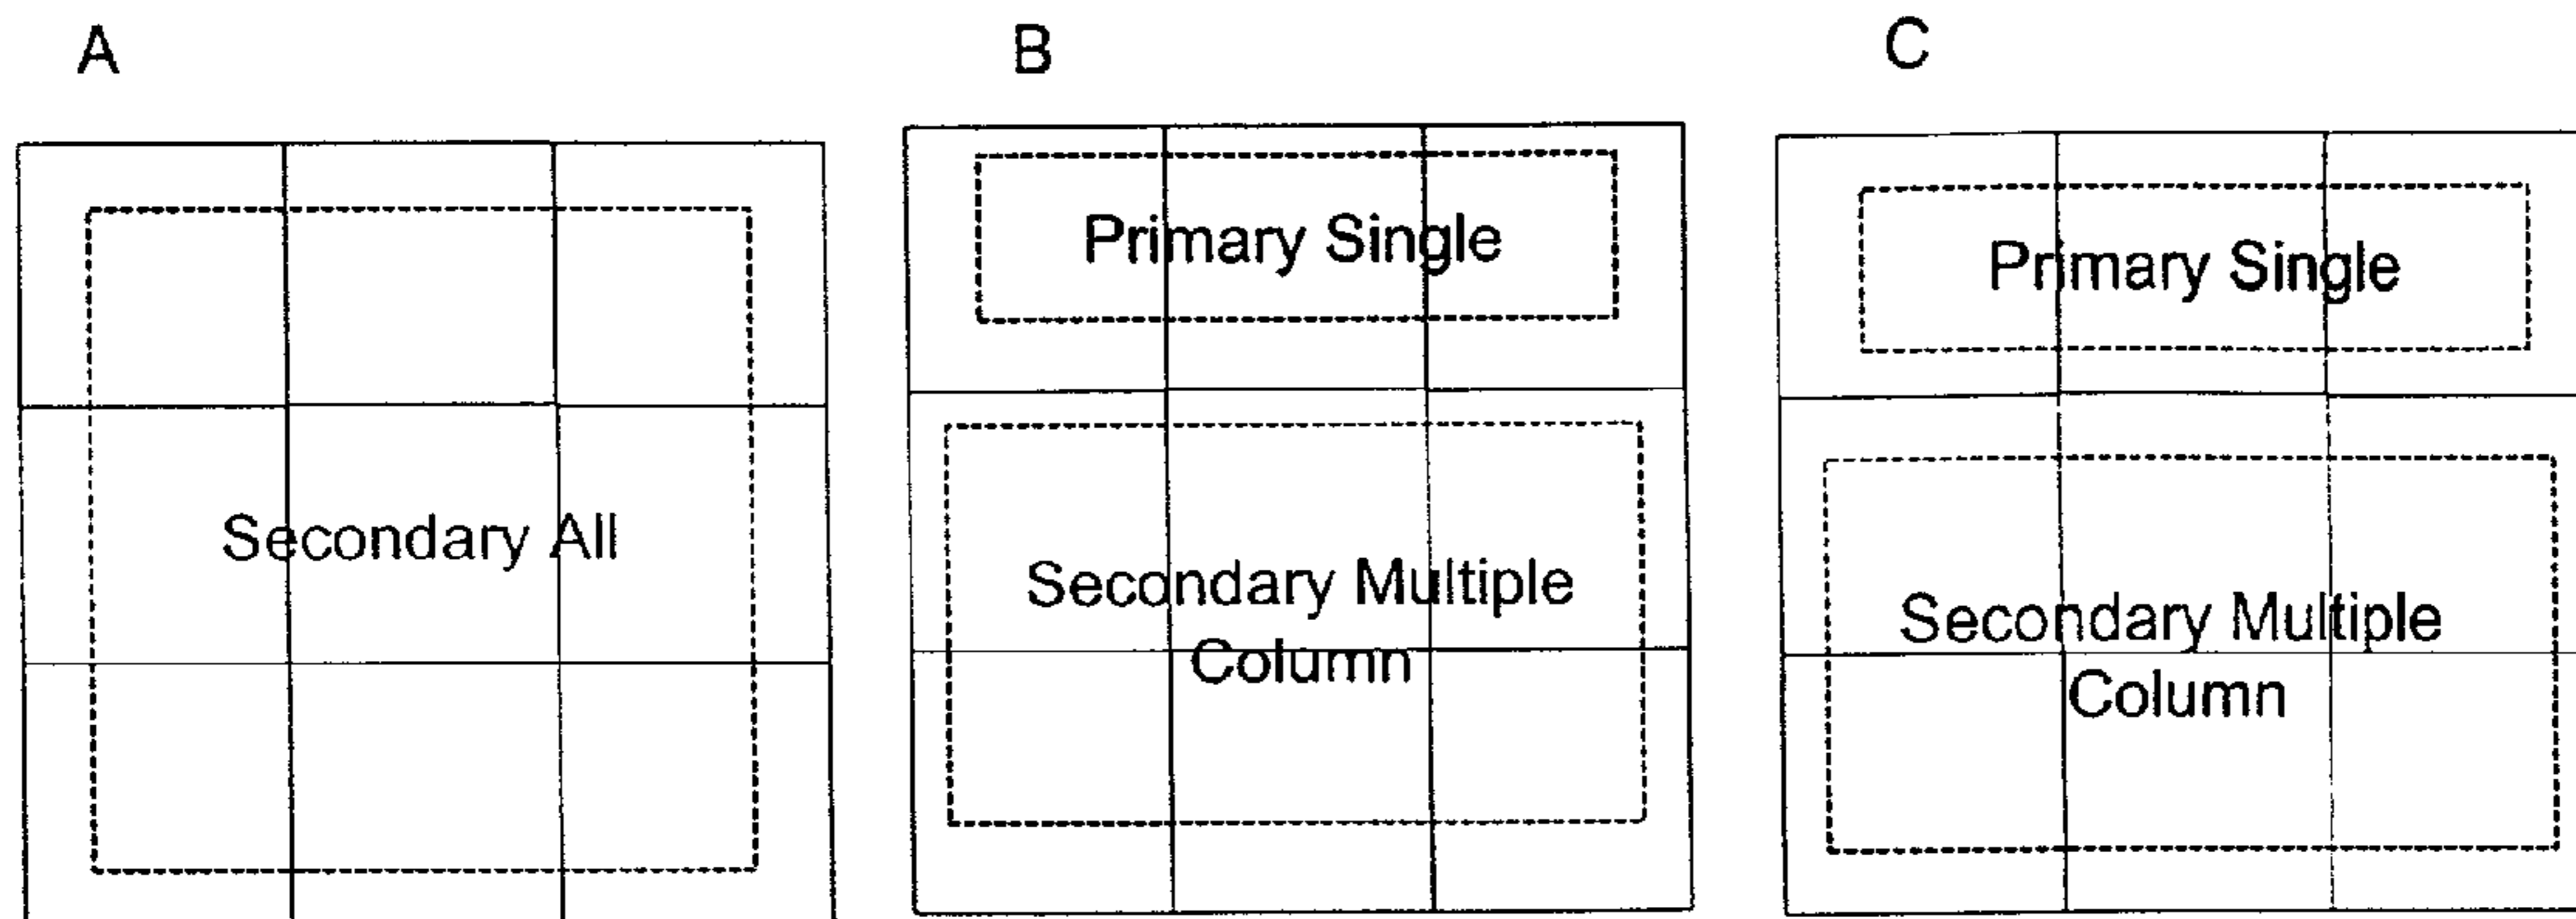 A
B
C
Secondary All
Primary Single
Secondary Multiple
Column
Primary Single
Secondary Multiple
Column